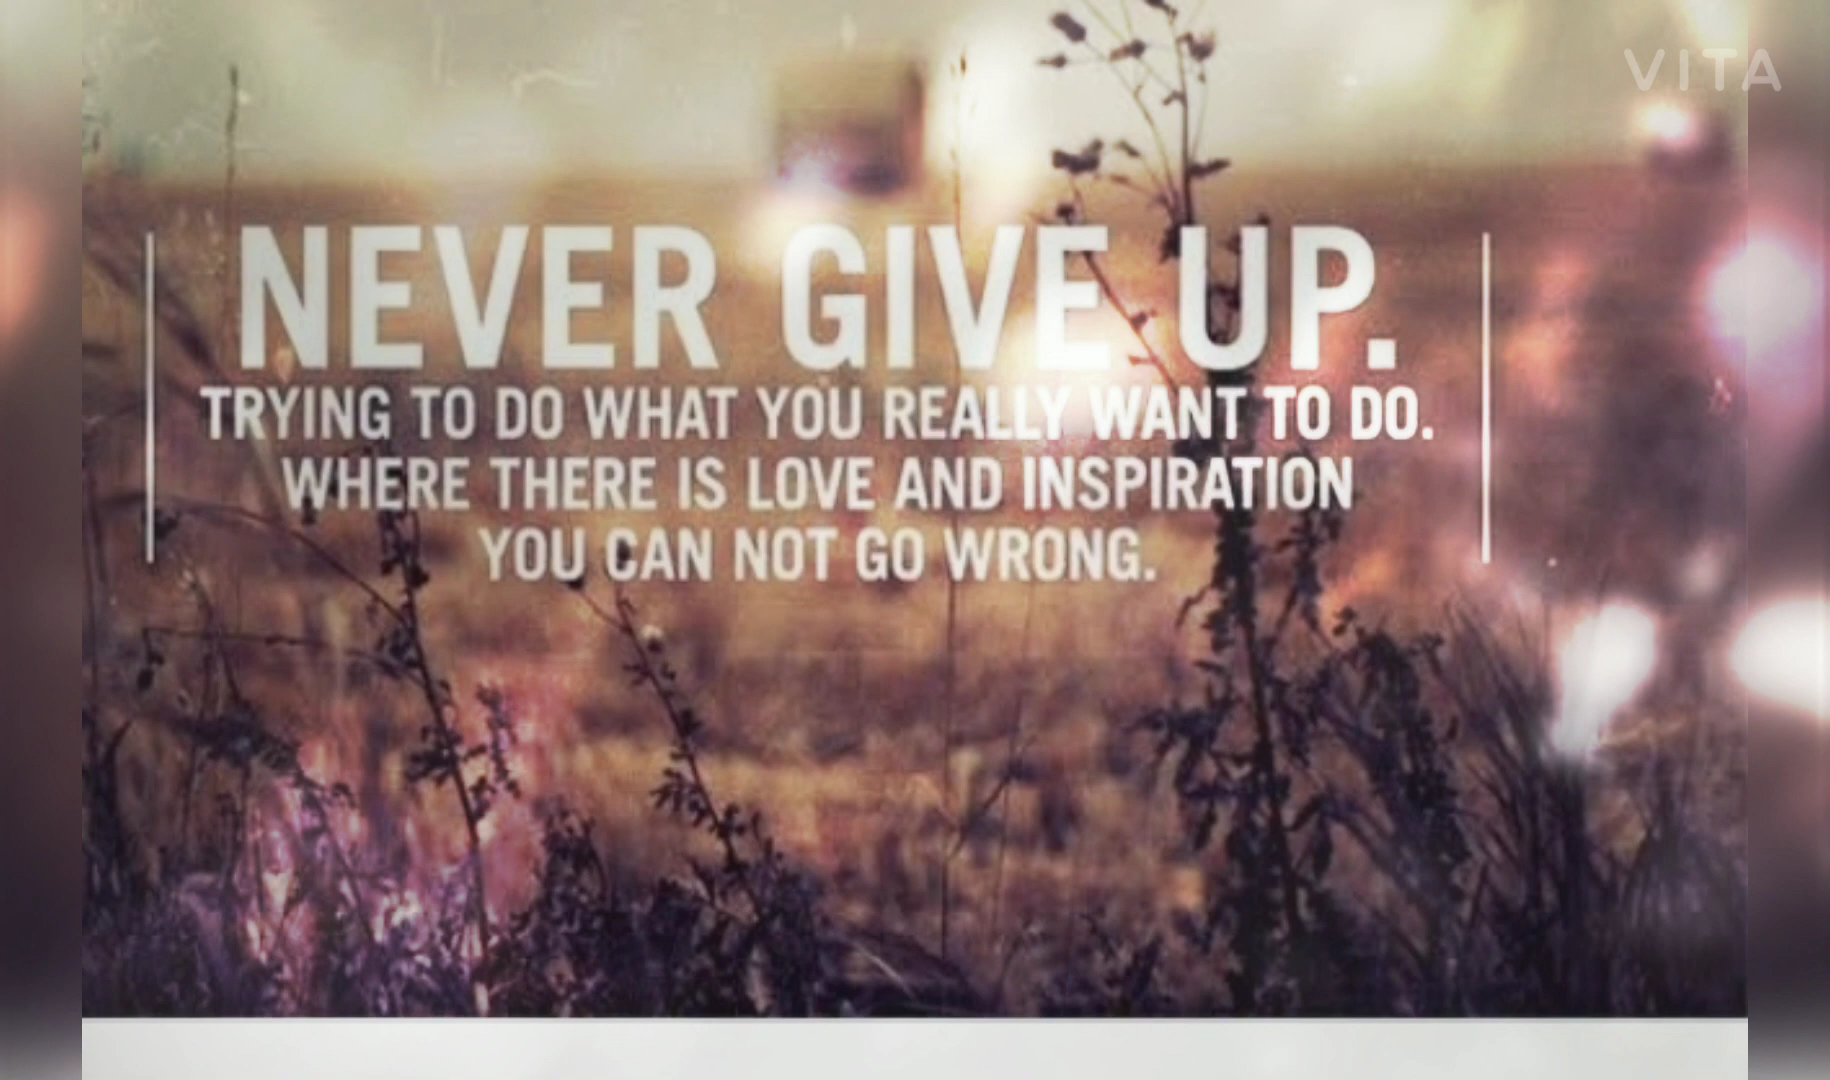 VITA
NEVER GIVE UP.
TRYING TO DO WHAT YOU REALLY WANT TO DO.
WHERE THERE IS LOVE AND INSPIRATION
YOU CAN NOT GO WRONG.